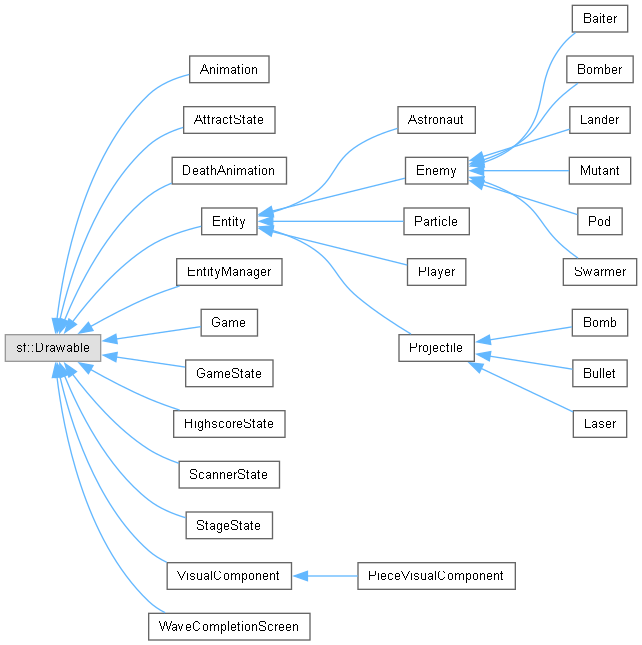 Baiter
Animation
Bomber
AttractState
Astronaut
Lander
DeathAnimation
Enemy
Mutant
Entity
Particle
Pod
EntityManager
Player
Swarmer
Game
Bomb
sf::Drawable
Projectile
GameState
Bullet
HighscoreState
Laser
ScannerState
StageState
VisualComponent
PieceVisualComponent
WaveCompletionScreen